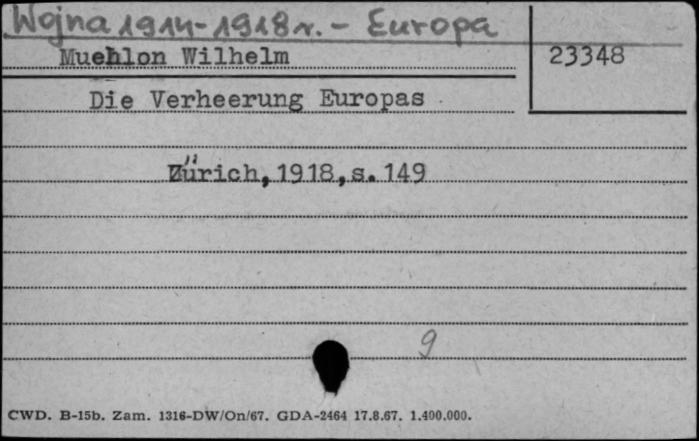 Wojna 1914-1918 r. - Europa
Muehlon Wilhelm
23348
Die Verheerung Europas
Zürich,1918,s.149
9
CWD. B-15b. Zam. 1316-DW/On/67. GDA-2464 17.8.67. 1.400.000.